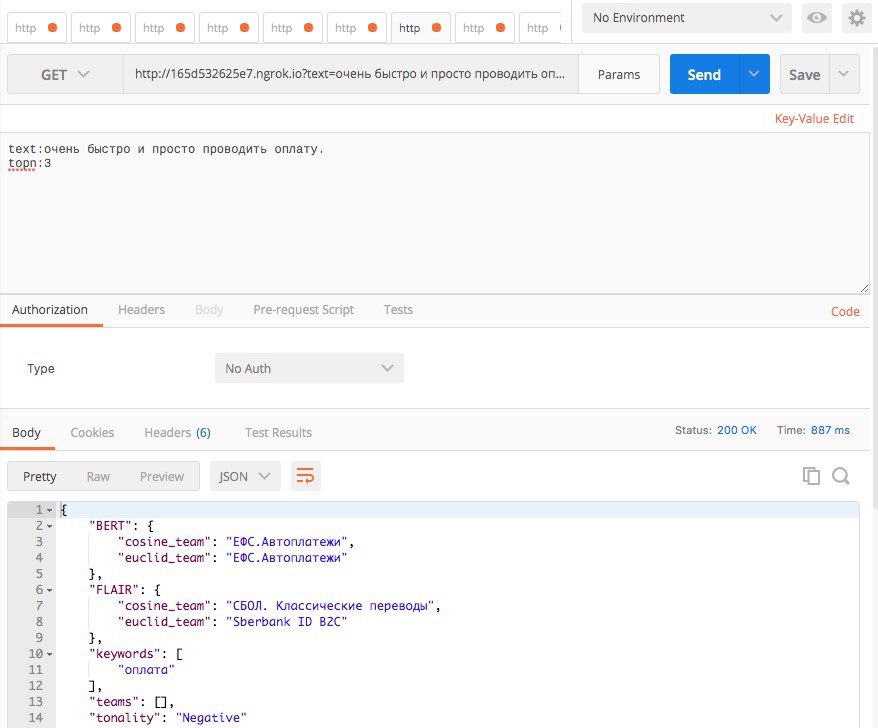 http http http http http http http http No Environment
GET http://165d532625e7.ngrok.io?text=очень быстро и просто проводить оп... Params Send Save
Key-Value Edit
text:очень быстро и просто проводить оплату.
topn:3
Authorization Headers Body Pre-request Script Tests Code
Type No Auth
Body Cookies Headers (6) Test Results Status: 200 OK Time: 887 ms
Pretty Raw Preview JSON
1 {
2 "BERT": {
3 "cosine_team": "ЕФС.Автоплатежи",
4 "euclid_team": "ЕФС.Автоплатежи"
5 },
6 "FLAIR": {
7 "cosine_team": "СБОЛ. Классические переводы",
8 "euclid_team": "Sberbank ID B2C"
9 },
10 "keywords": [
11 "оплата"
12 ],
13 "teams": [],
14 "tonality": "Negative"